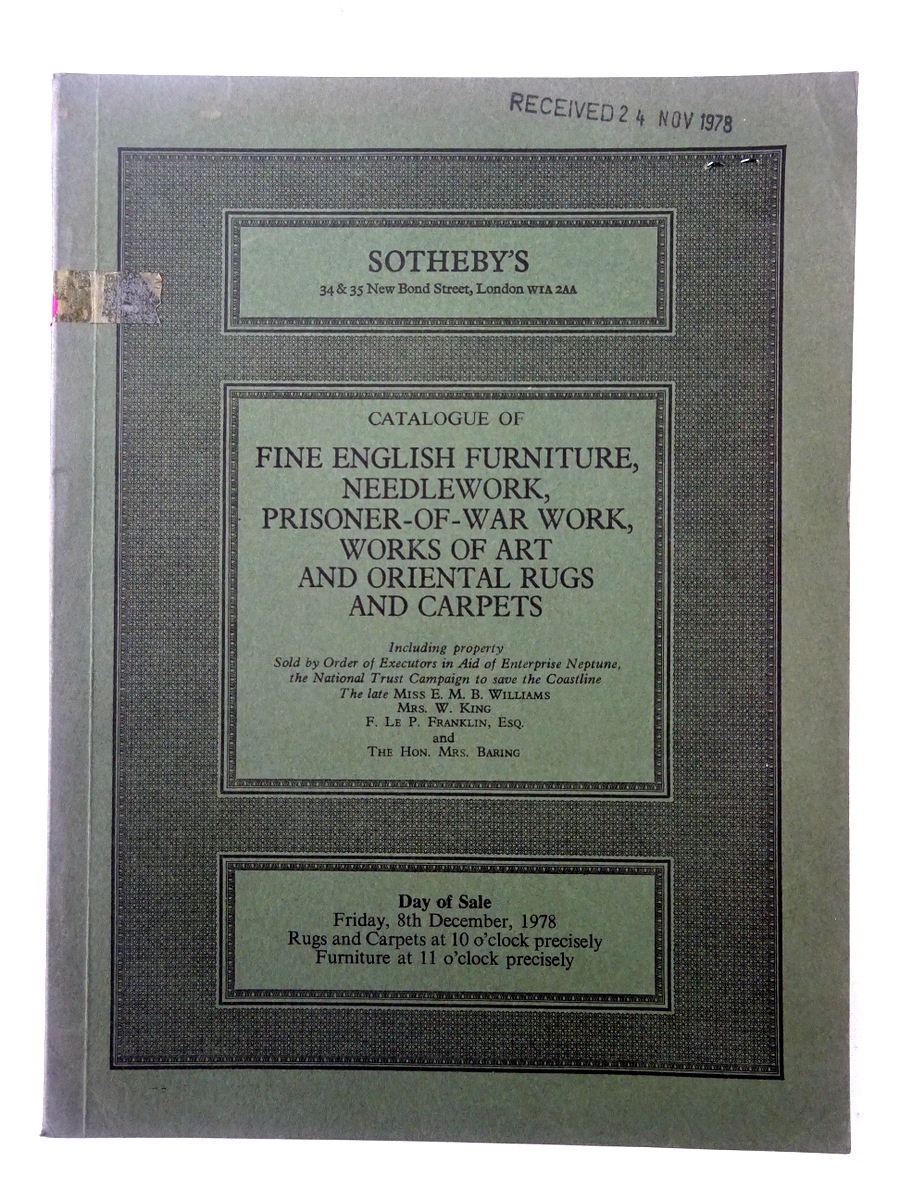 RECEIVED 24 NOV 1978
SOTHEBY'S
34 & 35 New Bond Street, London W1A 2AA
CATALOGUE OF
FINE ENGLISH FURNITURE,
NEEDLEWORK,
PRISONER-OF-WAR WORK,
WORKS OF ART
AND ORIENTAL RUGS
AND CARPETS
Including property
Sold by Order of Executors in Aid of Enterprise Neptune,
the National Trust Campaign to save the Coastline
The late MISS E. M. B. WILLIAMS
MRS. W. KING
F. LE P. FRANKLIN, ESQ.
and
THE HON. MRS. BARING
Day of Sale
Friday, 8th December, 1978
Rugs and Carpets at 10 o'clock precisely
Furniture at 11 o'clock precisely